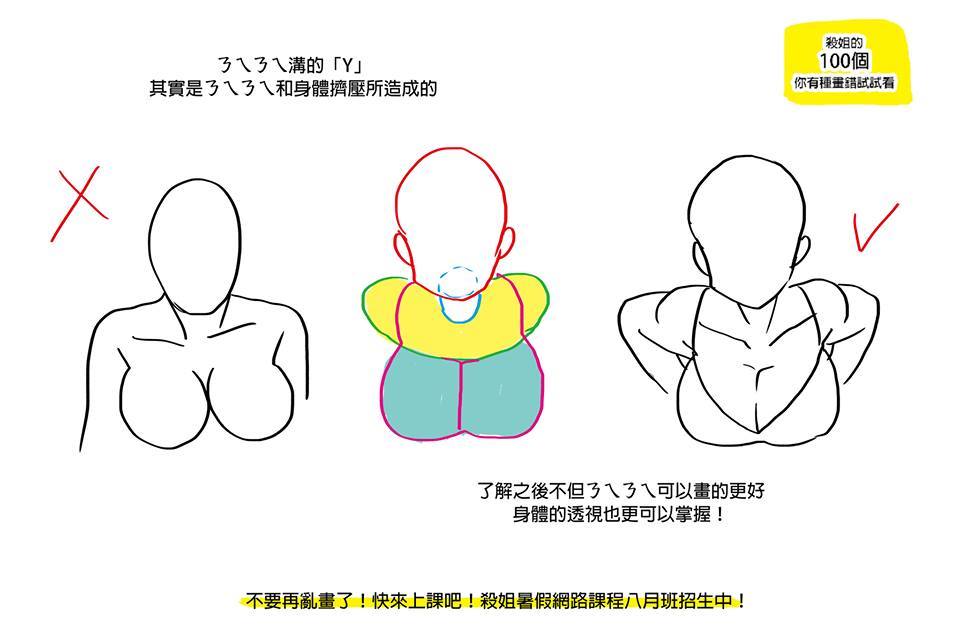 ㄋㄟㄋㄟ溝的「Y」
其實是ㄋㄟㄋㄟ和身體擠壓所造成的
殺姐的
100個
你有種畫錯試試看
了解之後不但ㄋㄟㄋㄟ可以畫的更好
身體的透視也更可以掌握！
不要再亂畫了！快來上課吧！殺姐暑假網路課程八月班招生中！